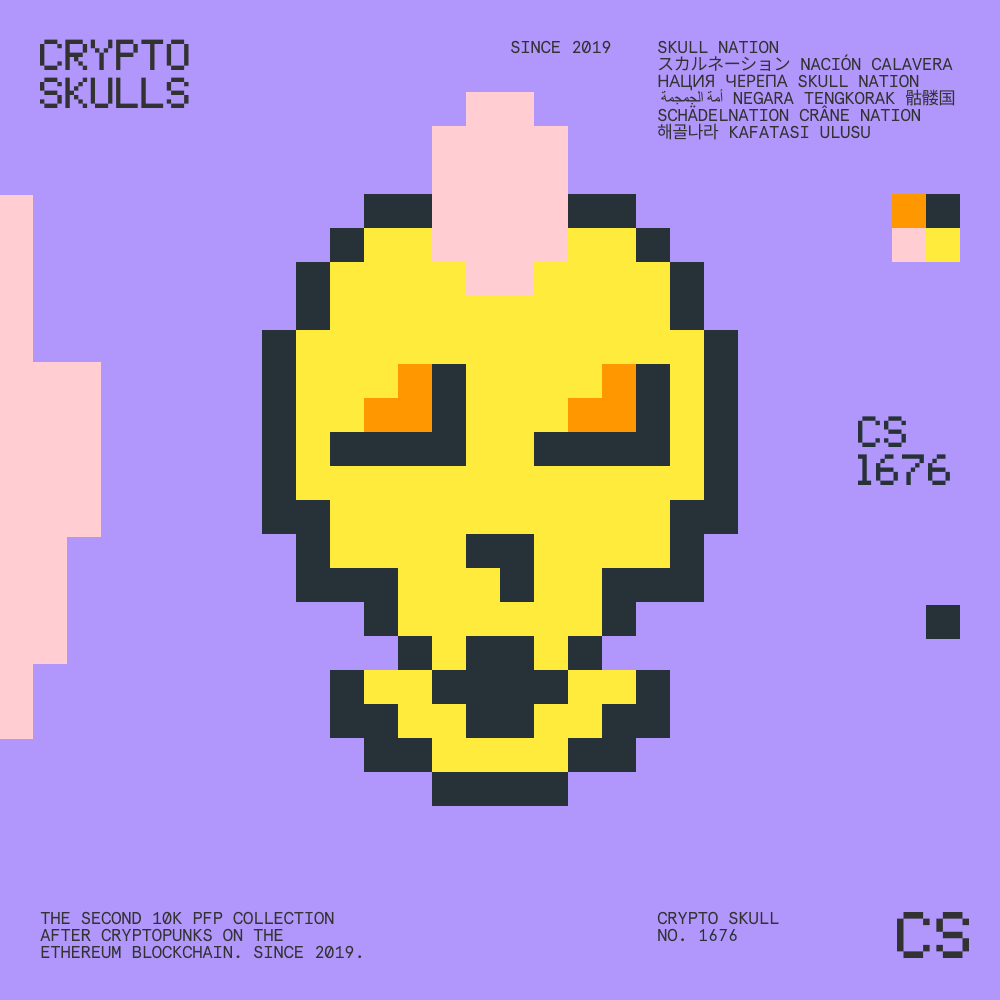 CRYPTO
SKULLS
SINCE 2019
SKULL NATION
スカルネーション NACIÓN CALAVERA
НАЦИЯ ЧЕРЕПА SKULL NATION
أمة الجمجمة NEGARA TENGKORAK 骷髅国
SCHÄDELNATION CRÂNE NATION
해골나라 KAFATASI ULUSU
CS
1676
THE SECOND 10K PFP COLLECTION
AFTER CRYPTOPUNKS ON THE
ETHEREUM BLOCKCHAIN. SINCE 2019.
CRYPTO SKULL
NO. 1676
CS